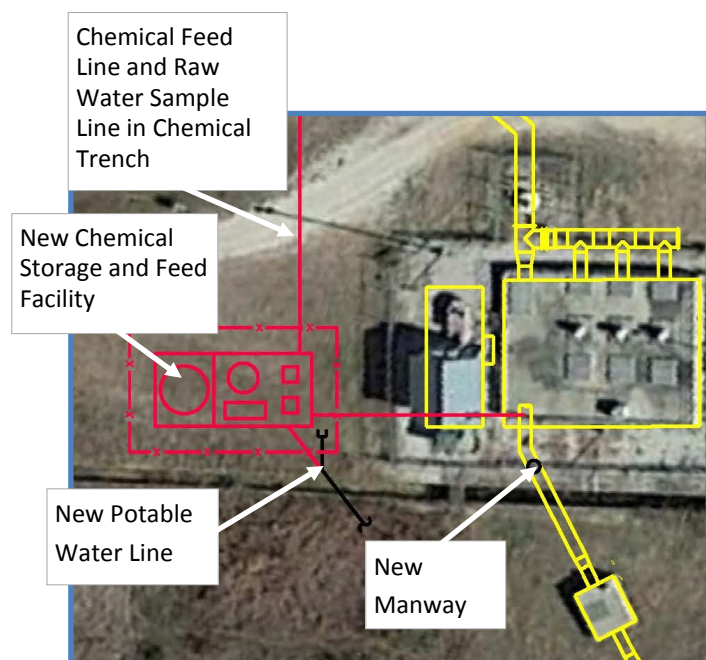 Chemical Feed
Line and Raw
Water Sample
Line in Chemical
Trench
New Chemical
Storage and Feed
Facility
x x x x
x x
x x
x x x x
New Potable
Water Line
New
Manway